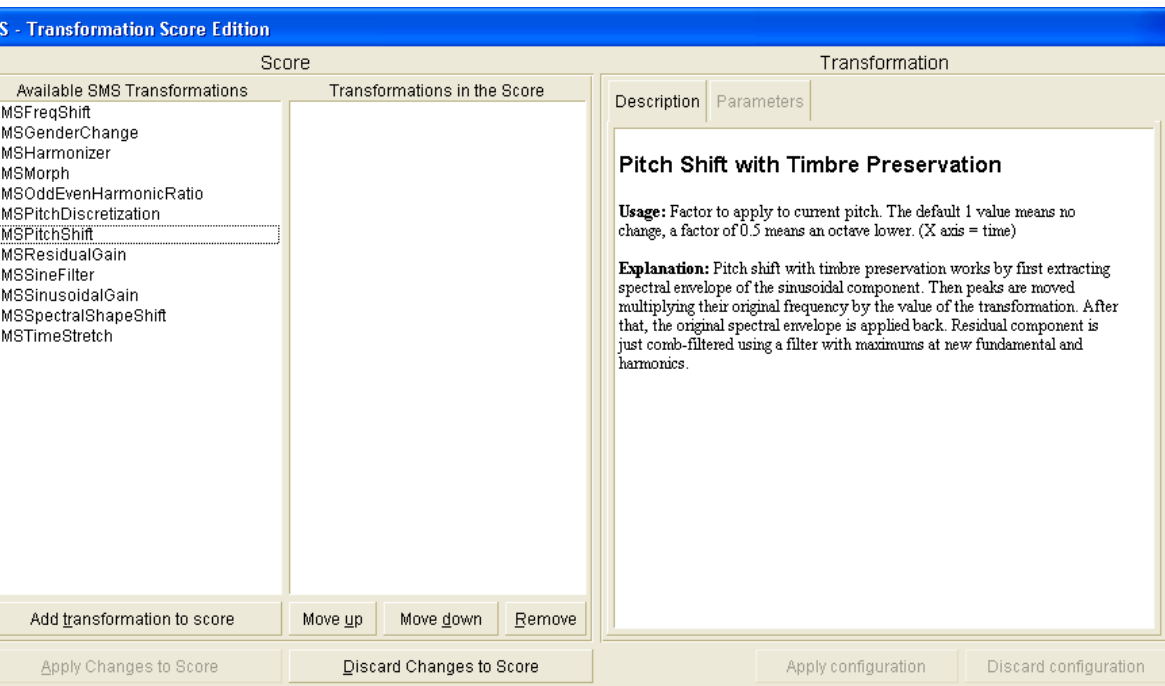 S - Transformation Score Edition
Score
Transformation
Available SMS Transformations
Transformations in the Score
MSFreqShift
MSGenderChange
MSHarmonizer
MSMorph
MSOddEvenHarmonicRatio
MSPitchDiscretization
MSPitchShift
MSResidualGain
MSSineFilter
MSSinusoidalGain
MSSpectralShapeShift
MSTimeStretch
Description
Parameters
Pitch Shift with Timbre Preservation
Usage: Factor to apply to current pitch. The default 1 value means no
change, a factor of 0.5 means an octave lower. (X axis = time)
Explanation: Pitch shift with timbre preservation works by first extracting
spectral envelope of the sinusoidal component. Then peaks are moved
multiplying their original frequency by the value of the transformation. After
that, the original spectral envelope is applied back. Residual component is
just comb-filtered using a filter with maximums at new fundamental and
harmonics.
Add transformation to score
Move up
Move down
Remove
Apply Changes to Score
Discard Changes to Score
Apply configuration
Discard configuration